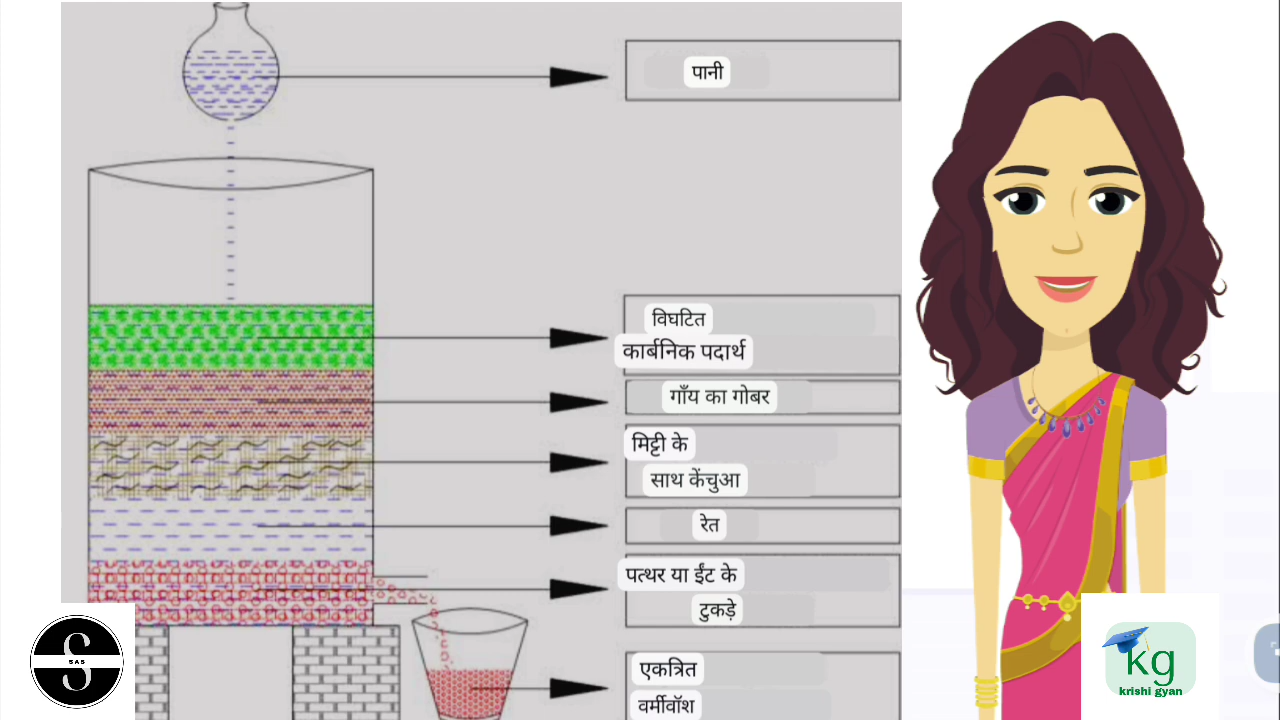 पानी
विघटित
कार्बनिक पदार्थ
गाँय का गोबर
मिट्टी के
साथ केंचुआ
रेत
पत्थर या ईंट के
टुकड़े
एकत्रित
वर्मीवॉश
S
SAS
kg
krishi gyan